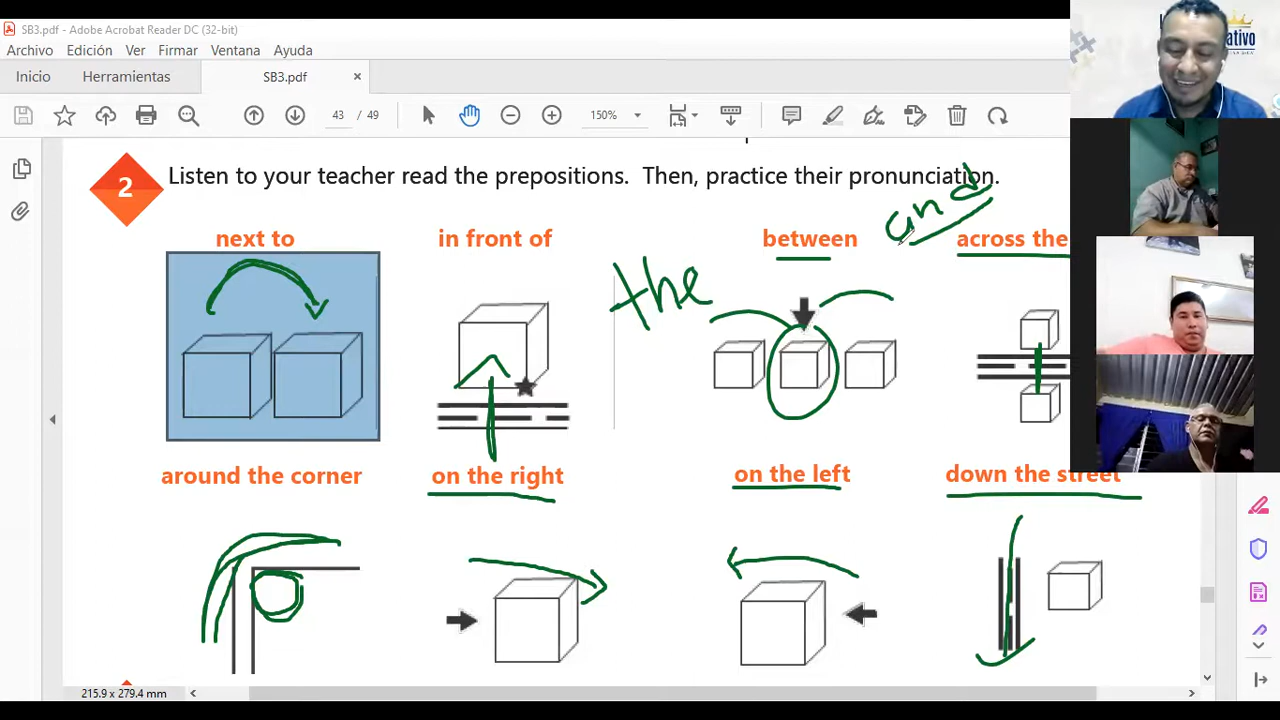 SB3.pdf - Adobe Acrobat Reader DC (32-bit)
Archivo Edición Ver Firmar Ventana Ayuda
Inicio Herramientas SB3.pdf ×
43 / 49 150%
2 Listen to your teacher read the prepositions. Then, practice their pronunciation.
and
next to in front of between across the
the
around the corner on the right on the left down the street
215.9 x 279.4 mm
ativo